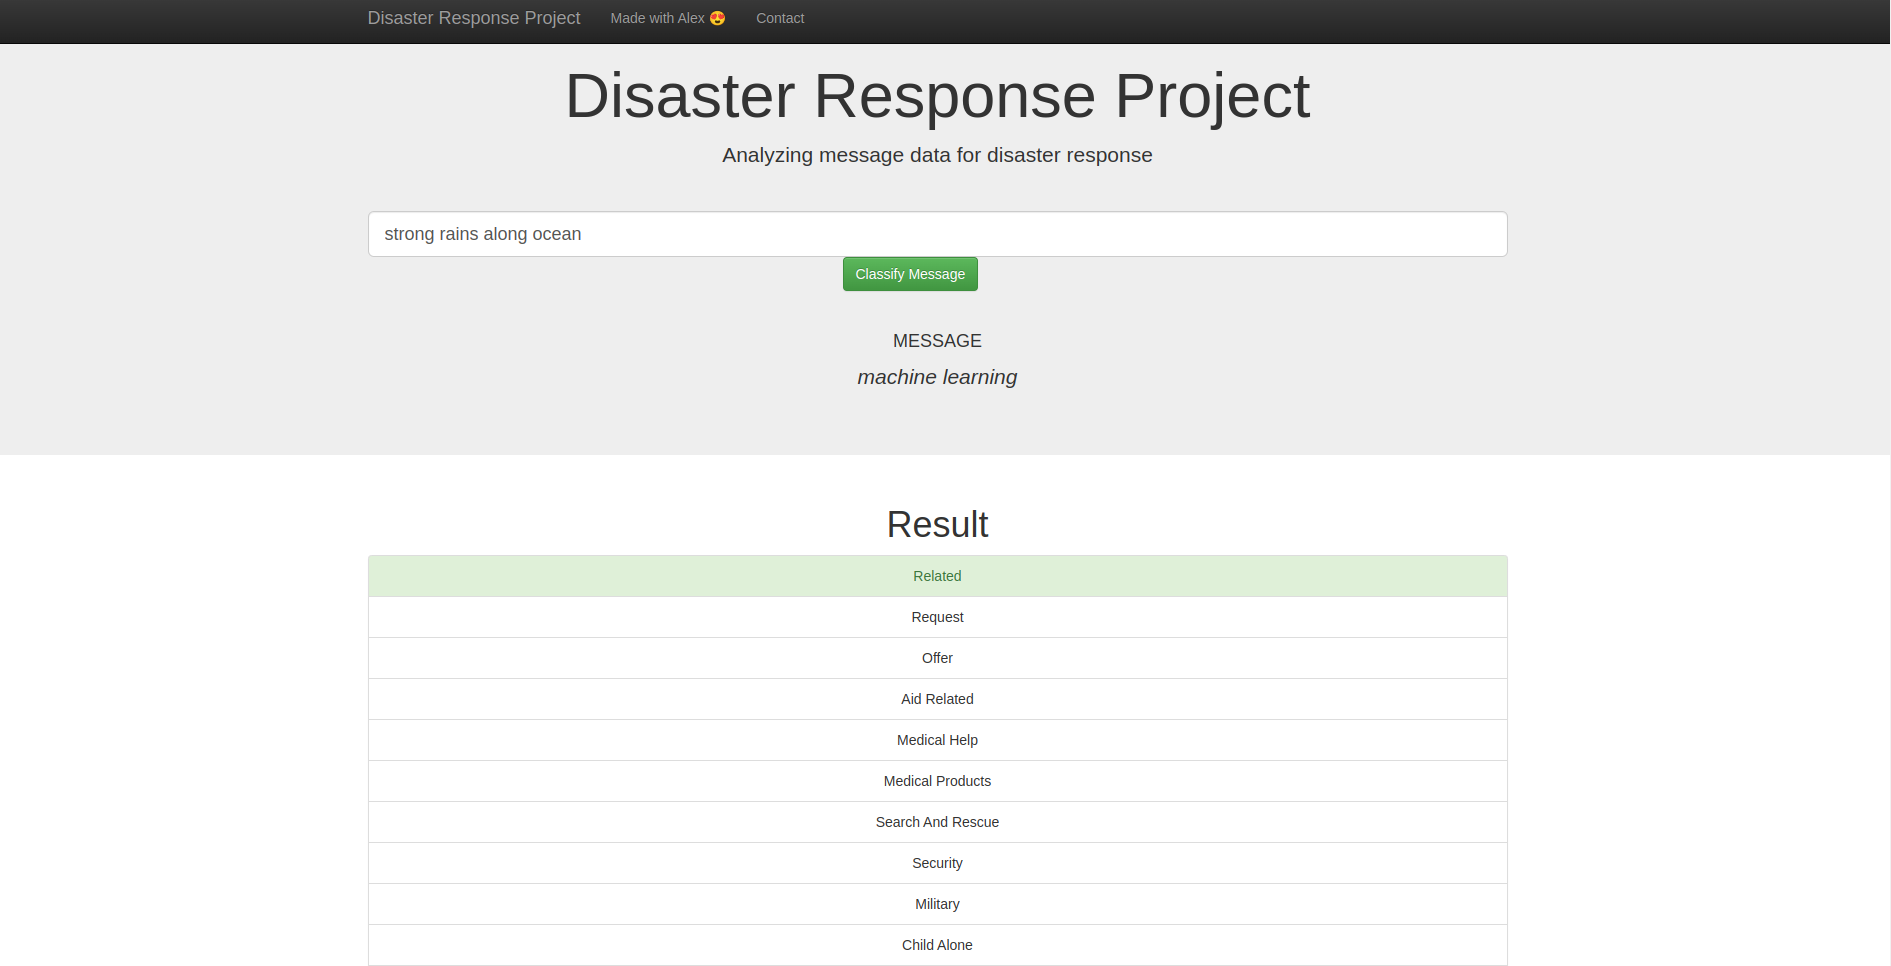 Disaster Response Project Made with Alex 😍 Contact
Disaster Response Project
Analyzing message data for disaster response
strong rains along ocean
Classify Message
MESSAGE
machine learning
Result
Related
Request
Offer
Aid Related
Medical Help
Medical Products
Search And Rescue
Security
Military
Child Alone